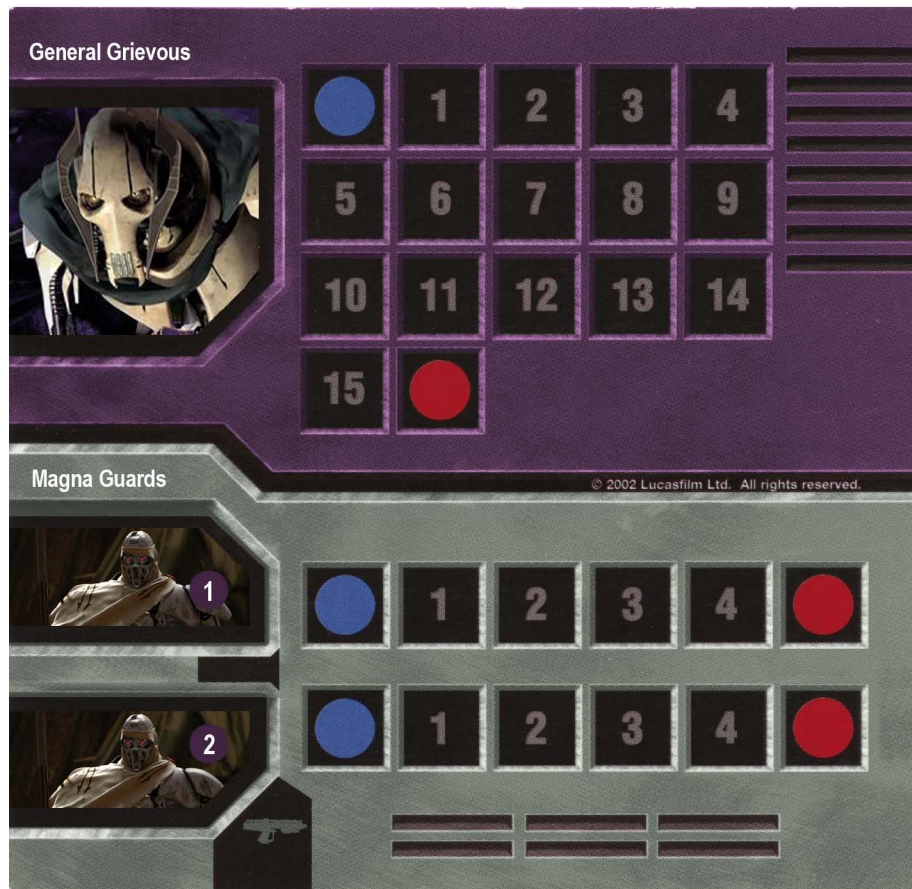 General Grievous
1 2 3 4
5 6 7 8 9
10 11 12 13 14
15
© 2002 Lucasfilm Ltd. All rights reserved.
Magna Guards
1
1 2 3 4
2
1 2 3 4